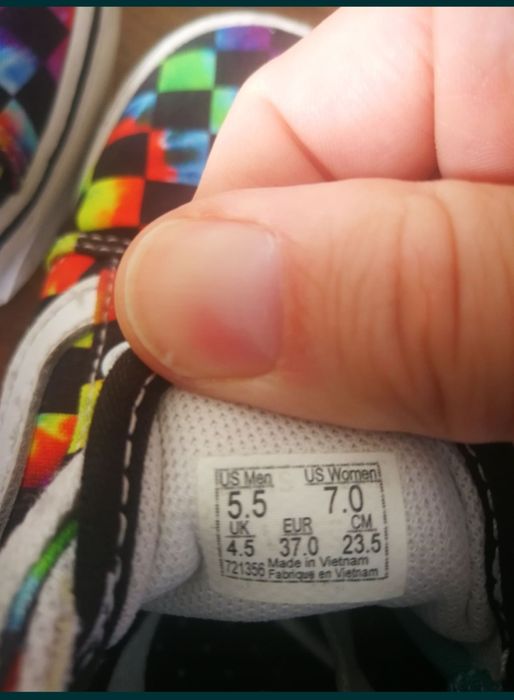 US Men US Women
5.5 7.0
UK EUR CM
4.5 37.0 23.5
721356 Made in Vietnam
Fabrique en Vietnam